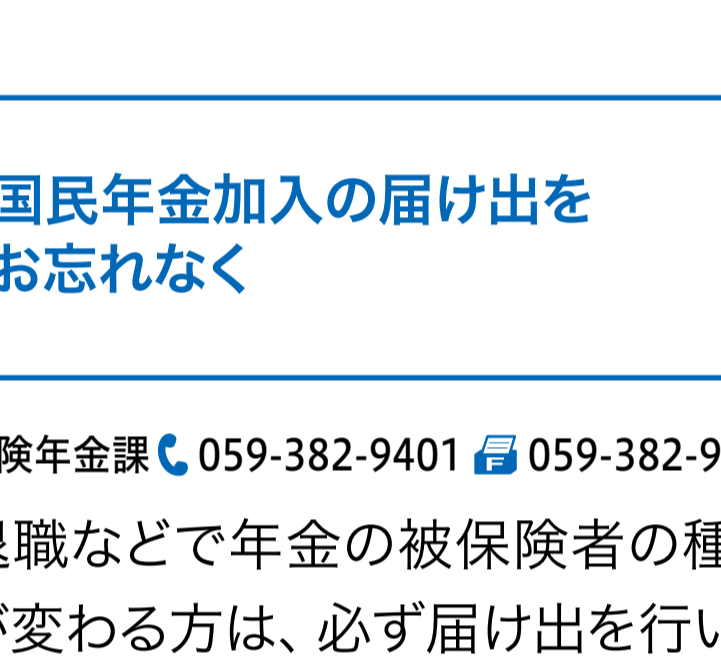 国民年金加入の届け出を
お忘れなく
険年金課 059-382-9401 F 059-382-9
職などで年金の被保険者の種
が変わる方は、必ず届け出を行い